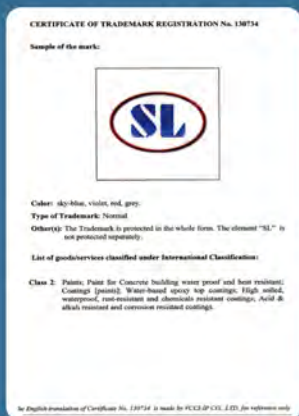 CERTIFICATE OF TRADEMARK REGISTRATION No. 130734
Sample of the mark:
SL
Color: sky-blue, violet, red, grey.
Type of Trademark: Normal
Other(s): The Trademark is protected in the whole form. The element "SL" is
not protected separately.
List of goods/services classified under International Classification:
Class 2: Paints; Paint for Concrete building water proof and heat resistant;
Coatings [paints]; Water-based epoxy top coatings; High solied,
waterproof, rust-resistant and chemicals resistant coatings; Acid &
alkali resistant and corrosion resistant coatings.
he English translation of Certificate No. 130734 is made by VCCI-IP CO., LTD. for reference only